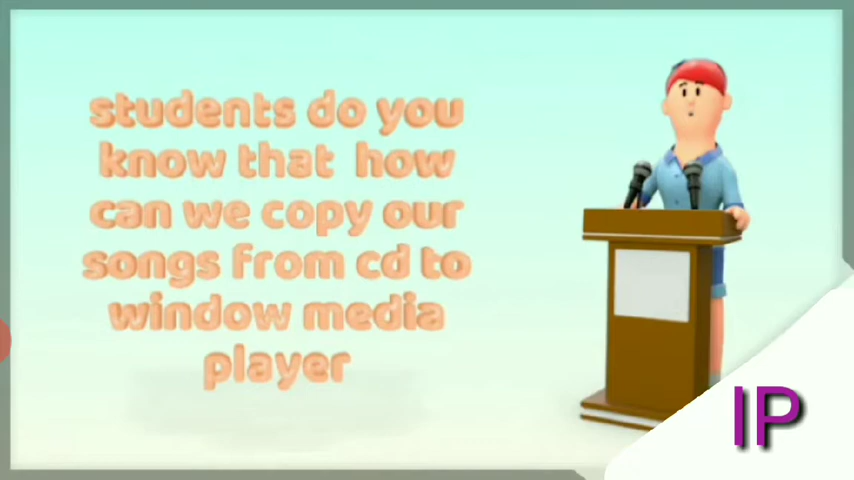 students do you
know that how
can we copy our
songs from cd to
window media
player
IP